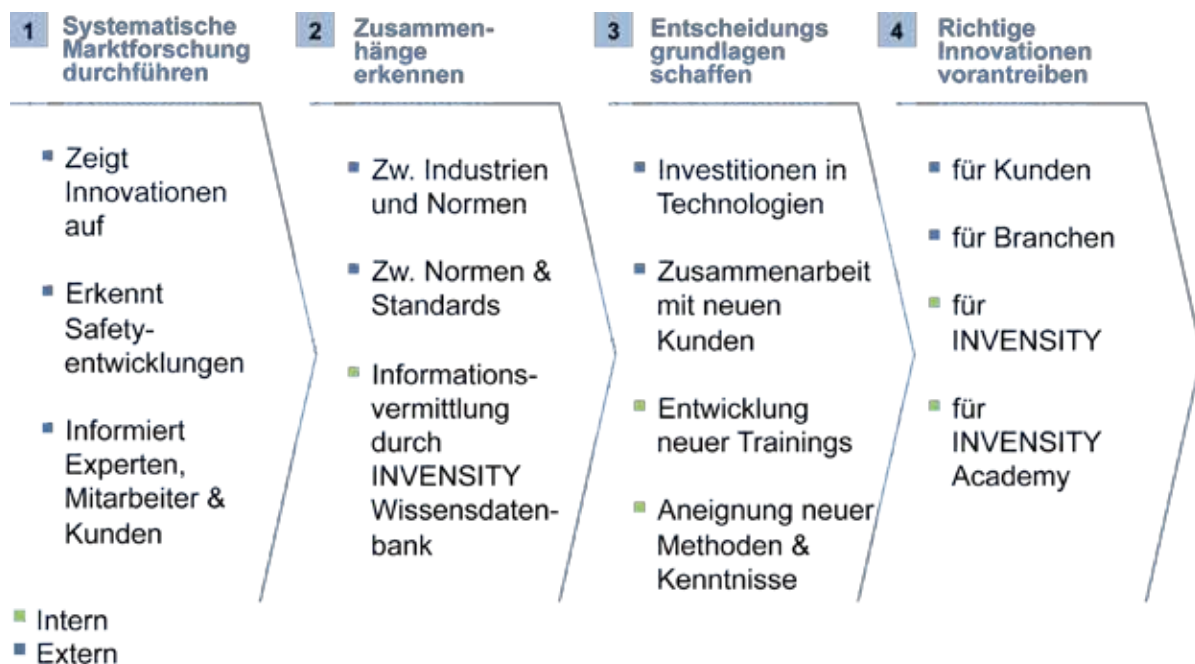 1
Systematische
Marktforschung
durchführen
Zeigt
Innovationen
auf
Erkennt
Safety-
entwicklungen
Informiert
Experten,
Mitarbeiter &
Kunden
2
Zusammen-
hänge
erkennen
Zw. Industrien
und Normen
Zw. Normen &
Standards
Informations-
vermittlung
durch
INVENSITY
Wissensdaten-
bank
3
Entscheidungs
grundlagen
schaffen
Investitionen in
Technologien
Zusammenarbeit
mit neuen
Kunden
Entwicklung
neuer Trainings
Aneignung neuer
Methoden &
Kenntnisse
4
Richtige
Innovationen
vorantreiben
für Kunden
für Branchen
für
INVENSITY
für
INVENSITY
Academy
Intern
Extern